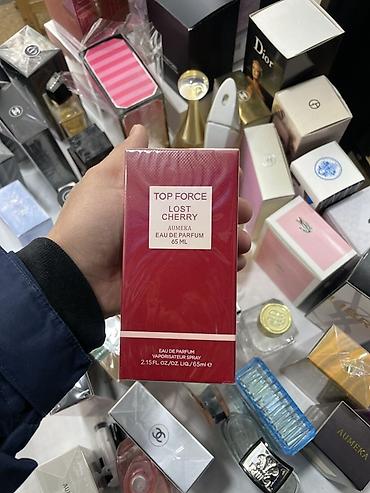 Dior
TOP FORCE
LOST
CHERRY
AUMEKA
EAU DE PARFUM
65 ML
EAU DE PARFUM
VAPORISATEUR SPRAY
2.15 FL.OZ./OZ. LIQ./65ml e
AUMEKA